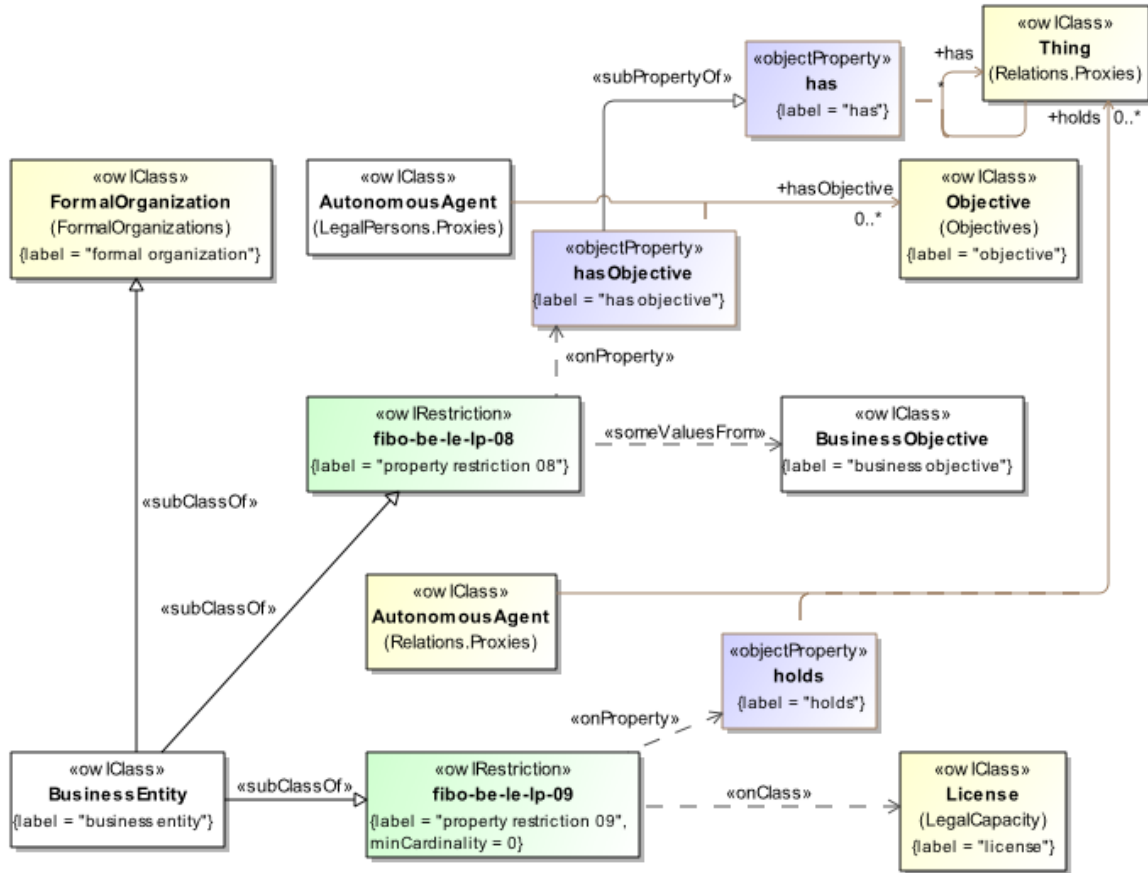 «owlClass»
Thing
(Relations.Proxies)
+has
*
«objectProperty»
has
{label = "has"}
«subPropertyOf»
+holds 0..*
«owlClass»
FormalOrganization
(FormalOrganizations)
{label = "formal organization"}
«owlClass»
AutonomousAgent
(LegalPersons.Proxies)
+hasObjective
0..*
«owlClass»
Objective
(Objectives)
{label = "objective"}
«objectProperty»
hasObjective
{label = "has objective"}
«onProperty»
«owlRestriction»
fibo-be-le-lp-08
{label = "property restriction 08"}
«someValuesFrom»
«owlClass»
BusinessObjective
{label = "business objective"}
«subClassOf»
«subClassOf»
«owlClass»
AutonomousAgent
(Relations.Proxies)
«objectProperty»
holds
{label = "holds"}
«onProperty»
«owlClass»
BusinessEntity
{label = "business entity"}
«subClassOf»
«owlRestriction»
fibo-be-le-lp-09
{label = "property restriction 09",
minCardinality = 0}
«onClass»
«owlClass»
License
(LegalCapacity)
{label = "license"}